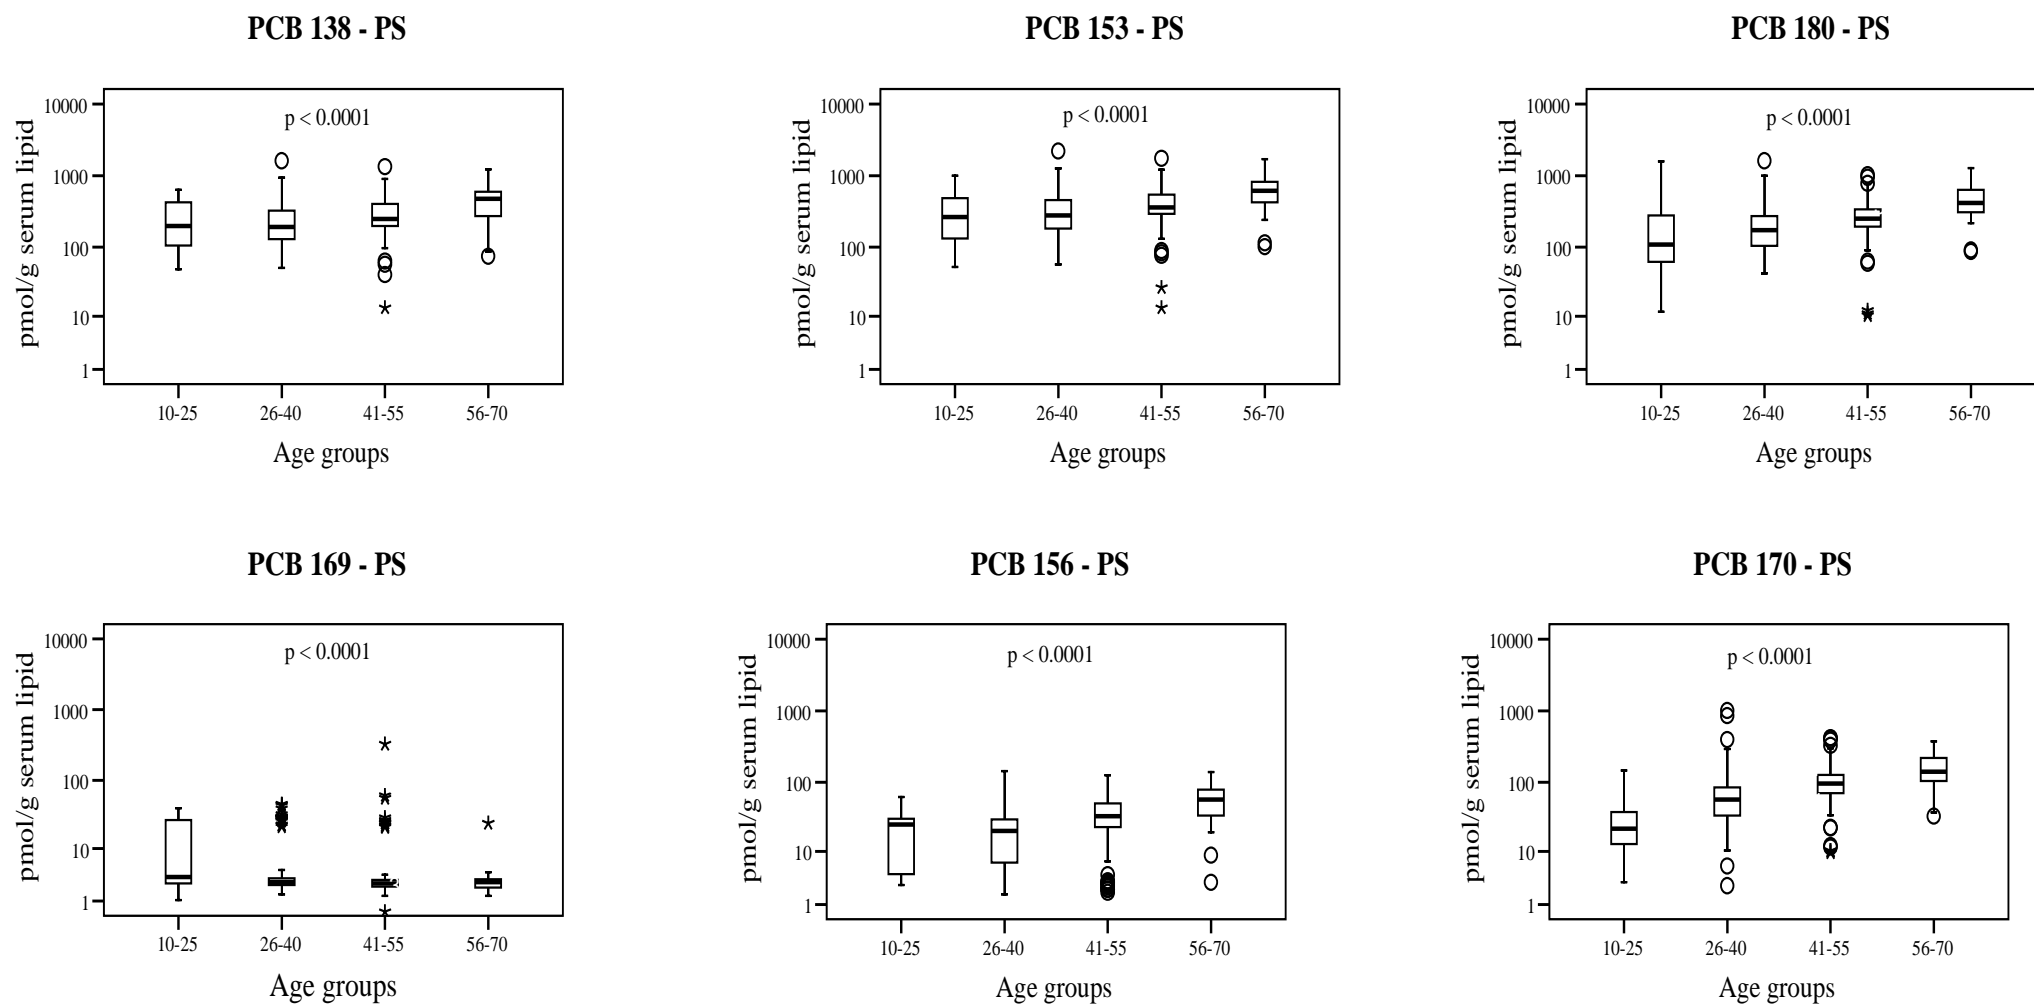 PCB 138 - PS
pmol/g serum lipid
10000
1000
100
10
1
p < 0.0001
10-25 26-40 41-55 56-70
Age groups
PCB 153 - PS
pmol/g serum lipid
10000
1000
100
10
1
p < 0.0001
10-25 26-40 41-55 56-70
Age groups
PCB 180 - PS
pmol/g serum lipid
10000
1000
100
10
1
p < 0.0001
10-25 26-40 41-55 56-70
Age groups
PCB 169 - PS
pmol/g serum lipid
10000
1000
100
10
1
p < 0.0001
10-25 26-40 41-55 56-70
Age groups
PCB 156 - PS
pmol/g serum lipid
10000
1000
100
10
1
p < 0.0001
10-25 26-40 41-55 56-70
Age groups
PCB 170 - PS
pmol/g serum lipid
10000
1000
100
10
1
p < 0.0001
10-25 26-40 41-55 56-70
Age groups